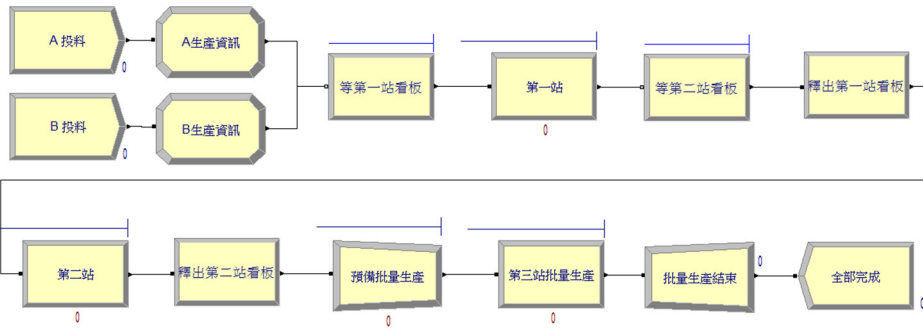 A 投料
0
A生產資訊
B 投料
0
B生產資訊
等第一站看板
第一站
0
等第二站看板
釋出第一站看板
第二站
0
釋出第二站看板
預備批量生產
0
第三站批量生產
0
批量生產結束
0
全部完成
0